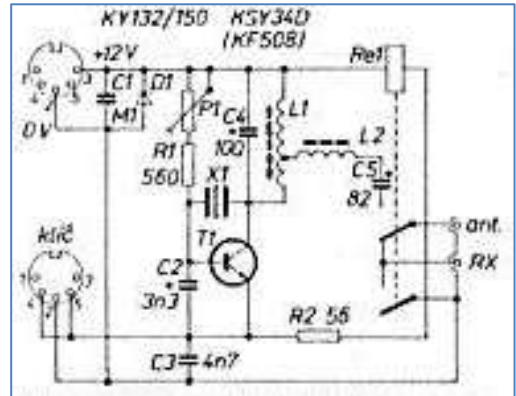 KY132/150 KSY34D
(KF508)
+12V
Re1
C1
D1
M1
P1
C4
100
L1
L2
0V
R1
560
X1
C5
82
ant.
RX
klíč
T1
C2
3n3
R2 56
C3 4n7